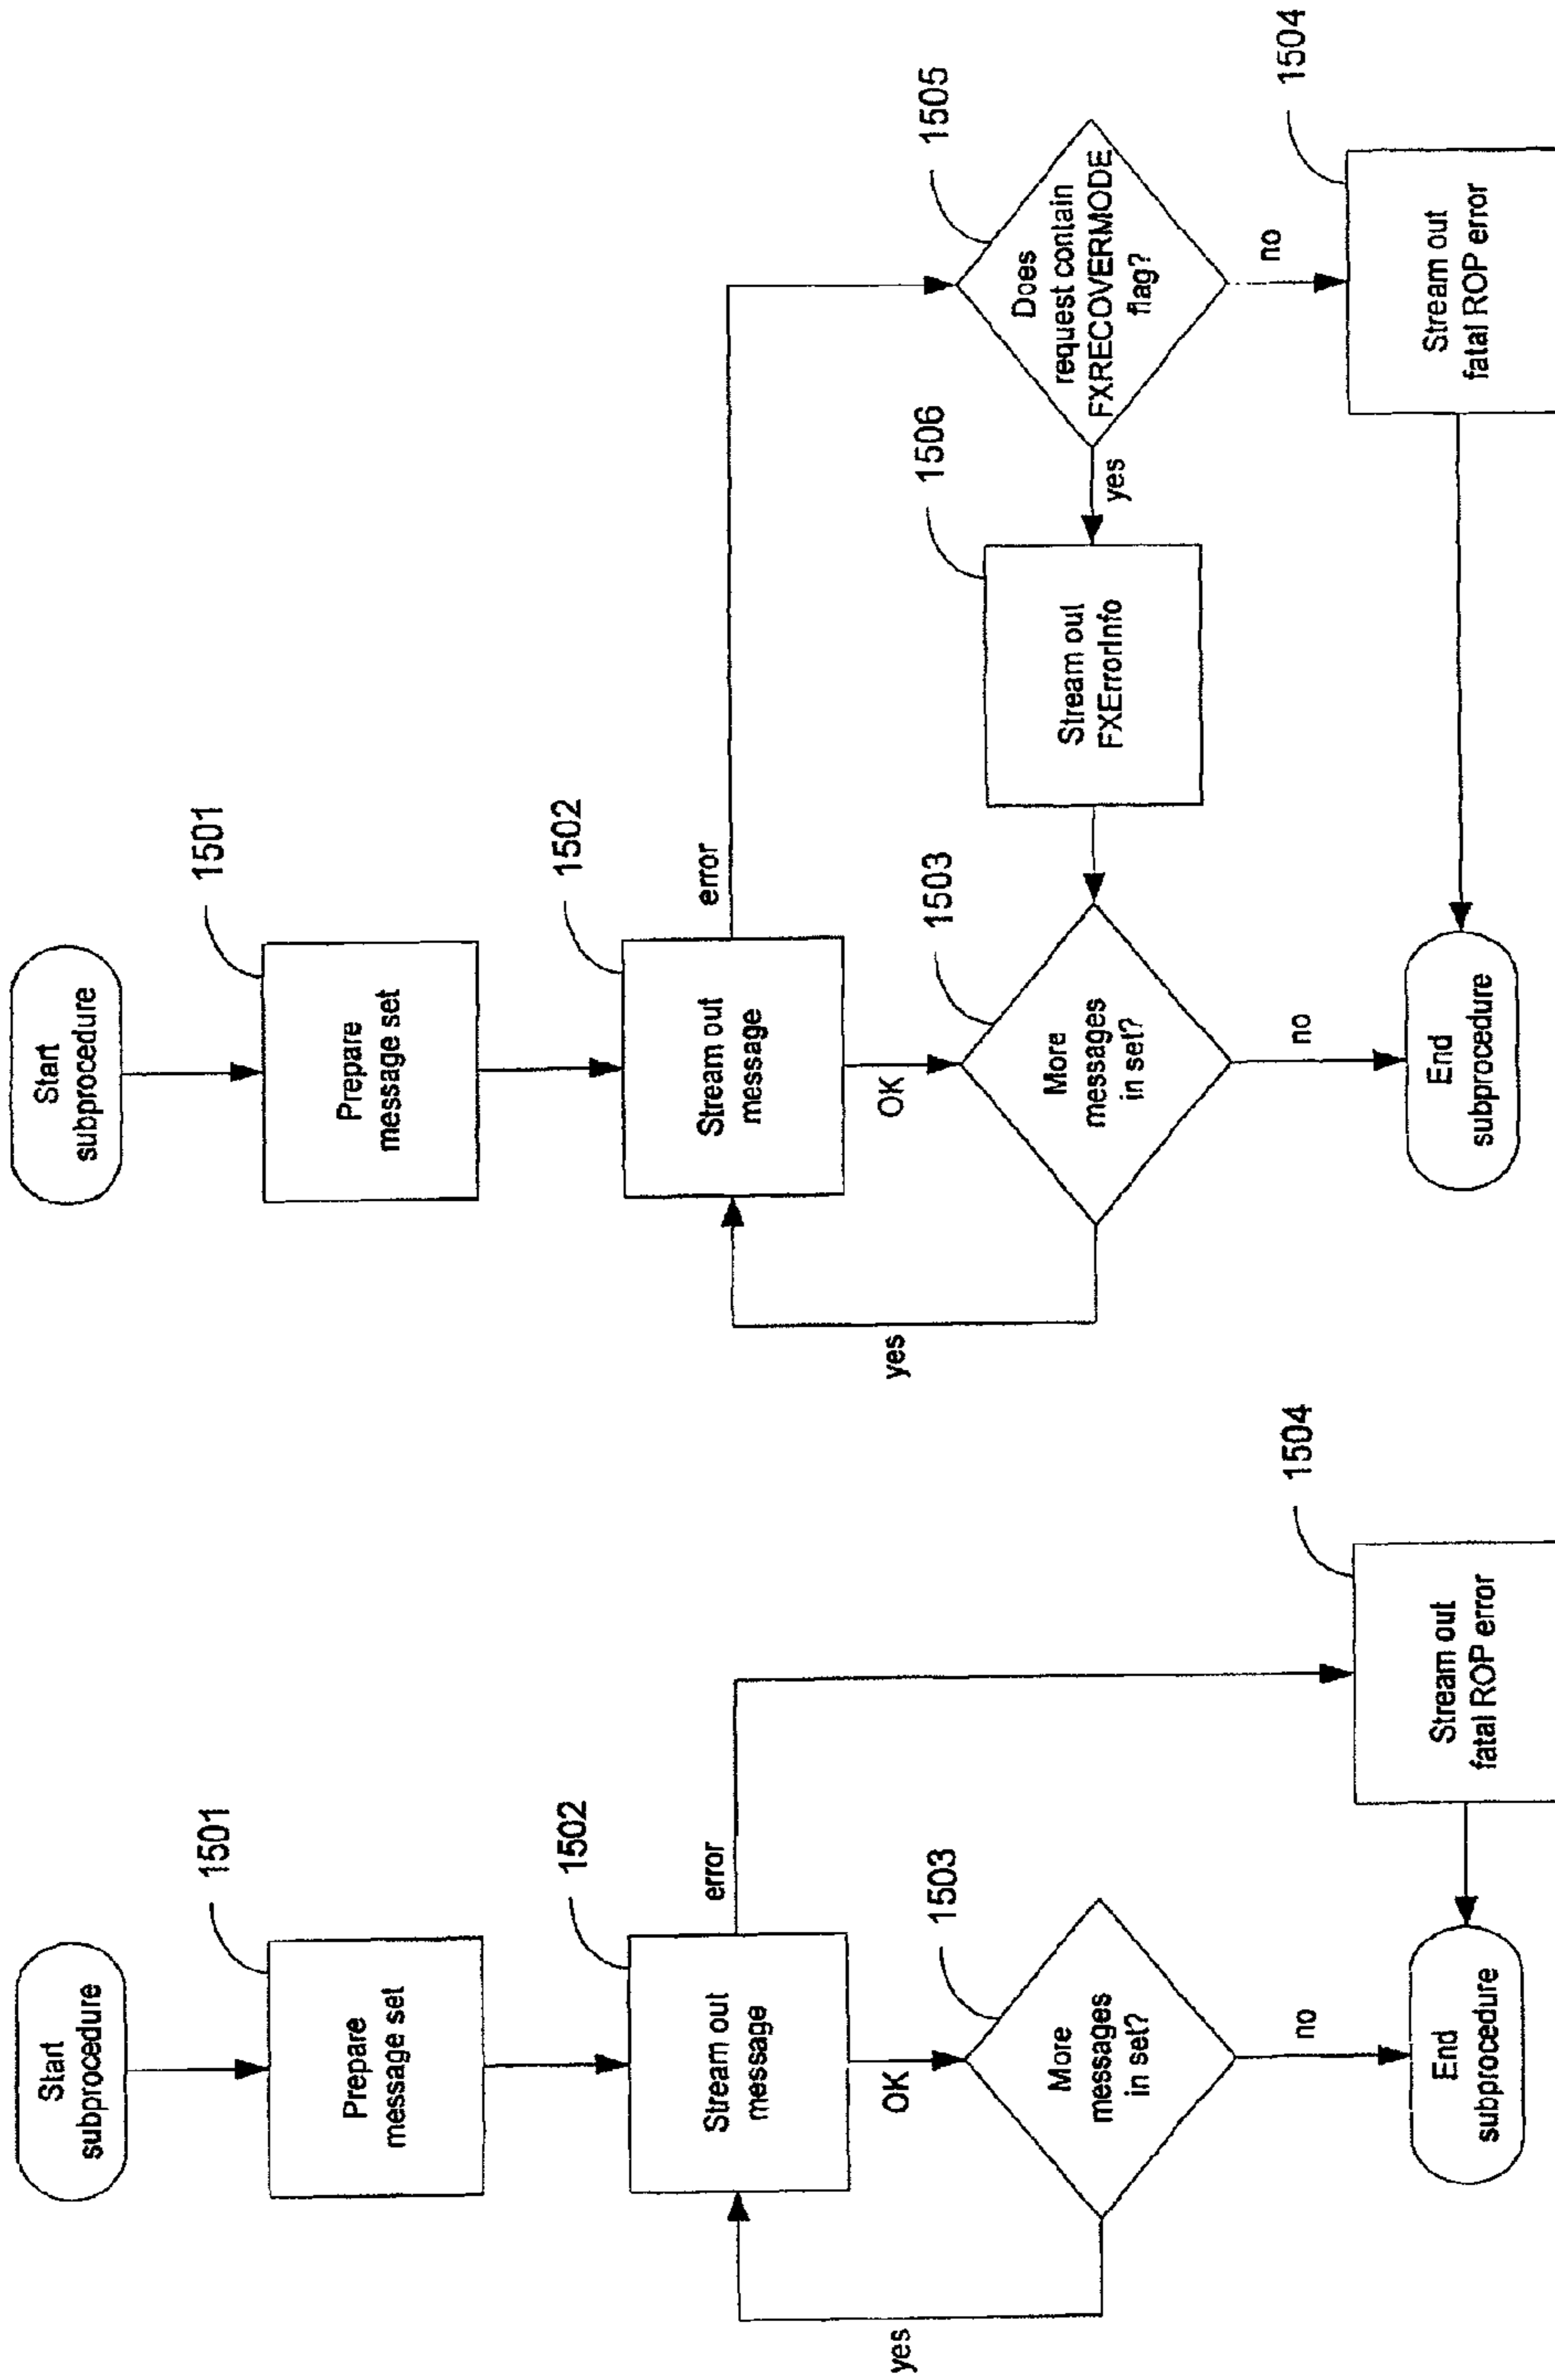 Start
subprocedure
1501
Prepare
message set
1502
Stream out
message
error
OK
1503
More
messages
in set?
yes
no
1504
Stream out
fatal ROP error
End
subprocedure
Start
subprocedure
1501
Prepare
message set
1502
Stream out
message
error
OK
1503
More
messages
in set?
yes
no
1505
Does
request contain
FXRECOVERMODE
flag?
yes
no
1506
Stream out
FXErrorInfo
1504
Stream out
fatal ROP error
End
subprocedure